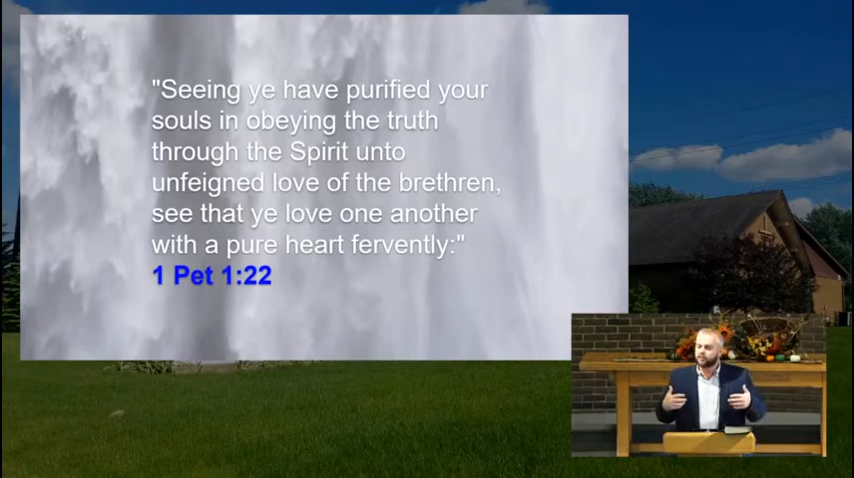 "Seeing ye have purified your
souls in obeying the truth
through the Spirit unto
unfeigned love of the brethren,
see that ye love one another
with a pure heart fervently:"
1 Pet 1:22